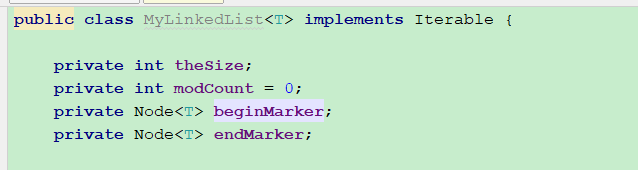 public class MyLinkedList<T> implements Iterable {
private int theSize;
private int modCount = 0;
private Node<T> beginMarker;
private Node<T> endMarker;